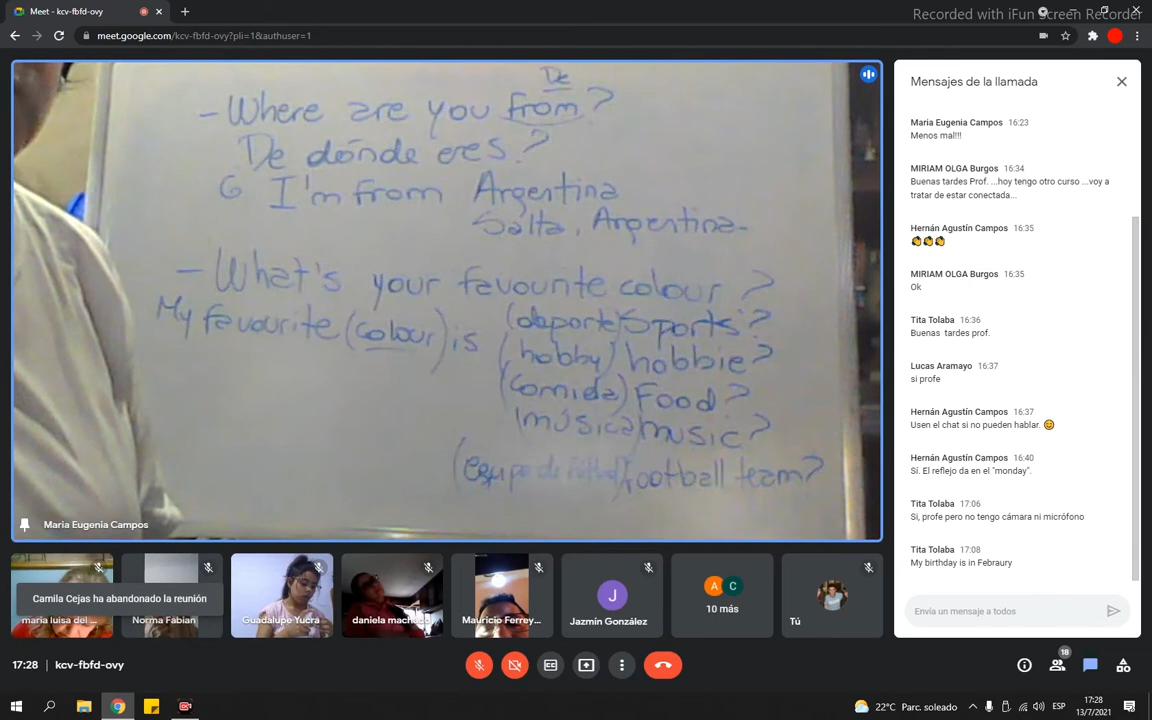 Meet - kcv-fbfd-ovy
Recorded with iFun Screen Recorder
meet.google.com/kcv-fbfd-ovy?pli=1&authuser=1
De
- Where are you from?
De dónde eres?
I'm from Argentina
Salta, Argentina-
- What's your favourite colour?
My favourite (colour) is
(deporte) Sports?
(hobby) hobbie?
(comida) Food?
(música) music?
(equipo de fútbol) football team?
Maria Eugenia Campos
Mensajes de la llamada
Maria Eugenia Campos 16:23
Menos mal!!!
MIRIAM OLGA Burgos 16:34
Buenas tardes Prof. ...hoy tengo otro curso ...voy a
tratar de estar conectada...
Hernán Agustín Campos 16:35
👏👏👏
MIRIAM OLGA Burgos 16:35
Ok
Tita Tolaba 16:36
Buenas tardes prof.
Lucas Aramayo 16:37
si profe
Hernán Agustín Campos 16:37
Usen el chat si no pueden hablar. 😊
Hernán Agustín Campos 16:40
Sí. El reflejo da en el "monday".
Tita Tolaba 17:06
Si, profe pero no tengo cámara ni micrófono
Tita Tolaba 17:08
My birthday is in Febraury
Envía un mensaje a todos
Camila Cejas ha abandonado la reunión
maria luisa del ...
Norma Fabian
Guadalupe Yucra
daniela macha
Mauricio Ferrey...
J
Jazmín González
A C
10 más
Tú
17:28 kcv-fbfd-ovy
18
22°C Parc. soleado
ESP
17:28
13/7/2021